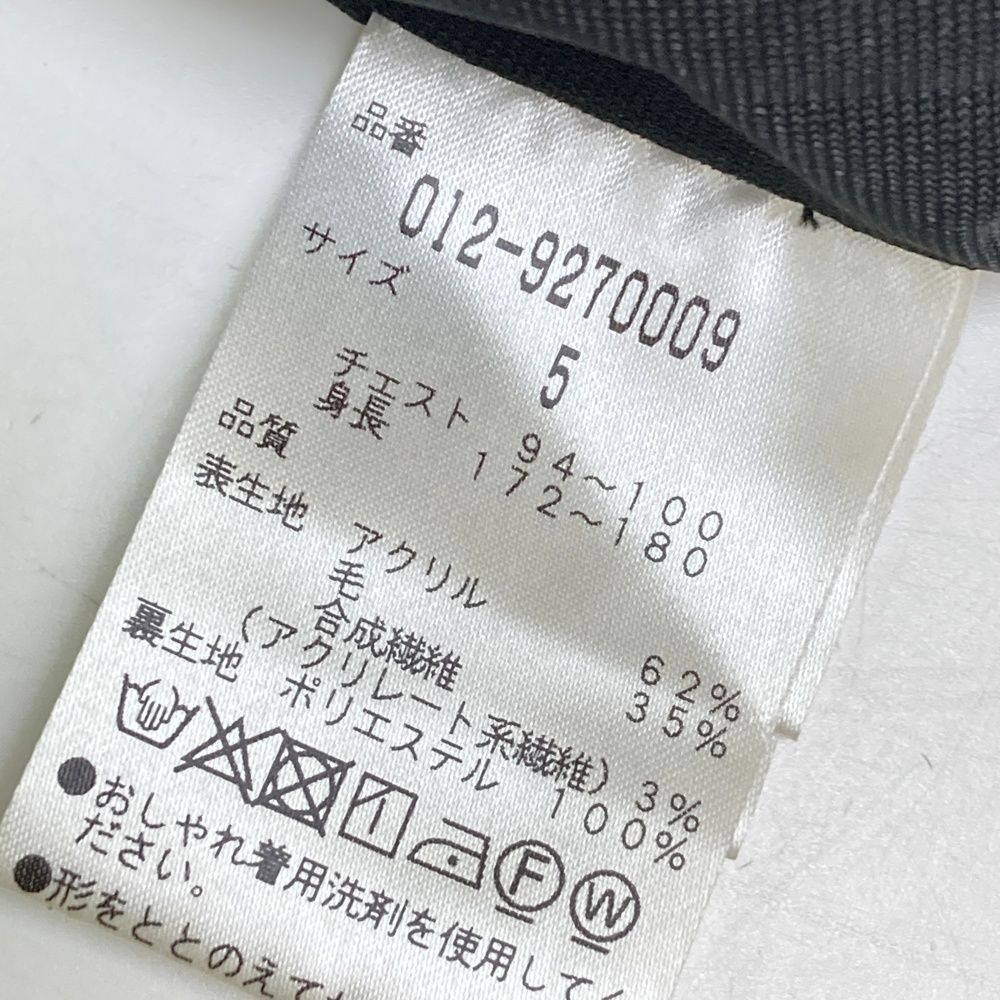 品番
012-9270009
サイズ
5
チェスト 94～100
身長 172～180
品質
表生地 アクリル 62%
毛 35%
合成繊維
(アクリレート系繊維) 3%
裏生地 ポリエステル 100%
F W
●おしゃれ着用洗剤を使用してく
ださい。
●形をととのえて